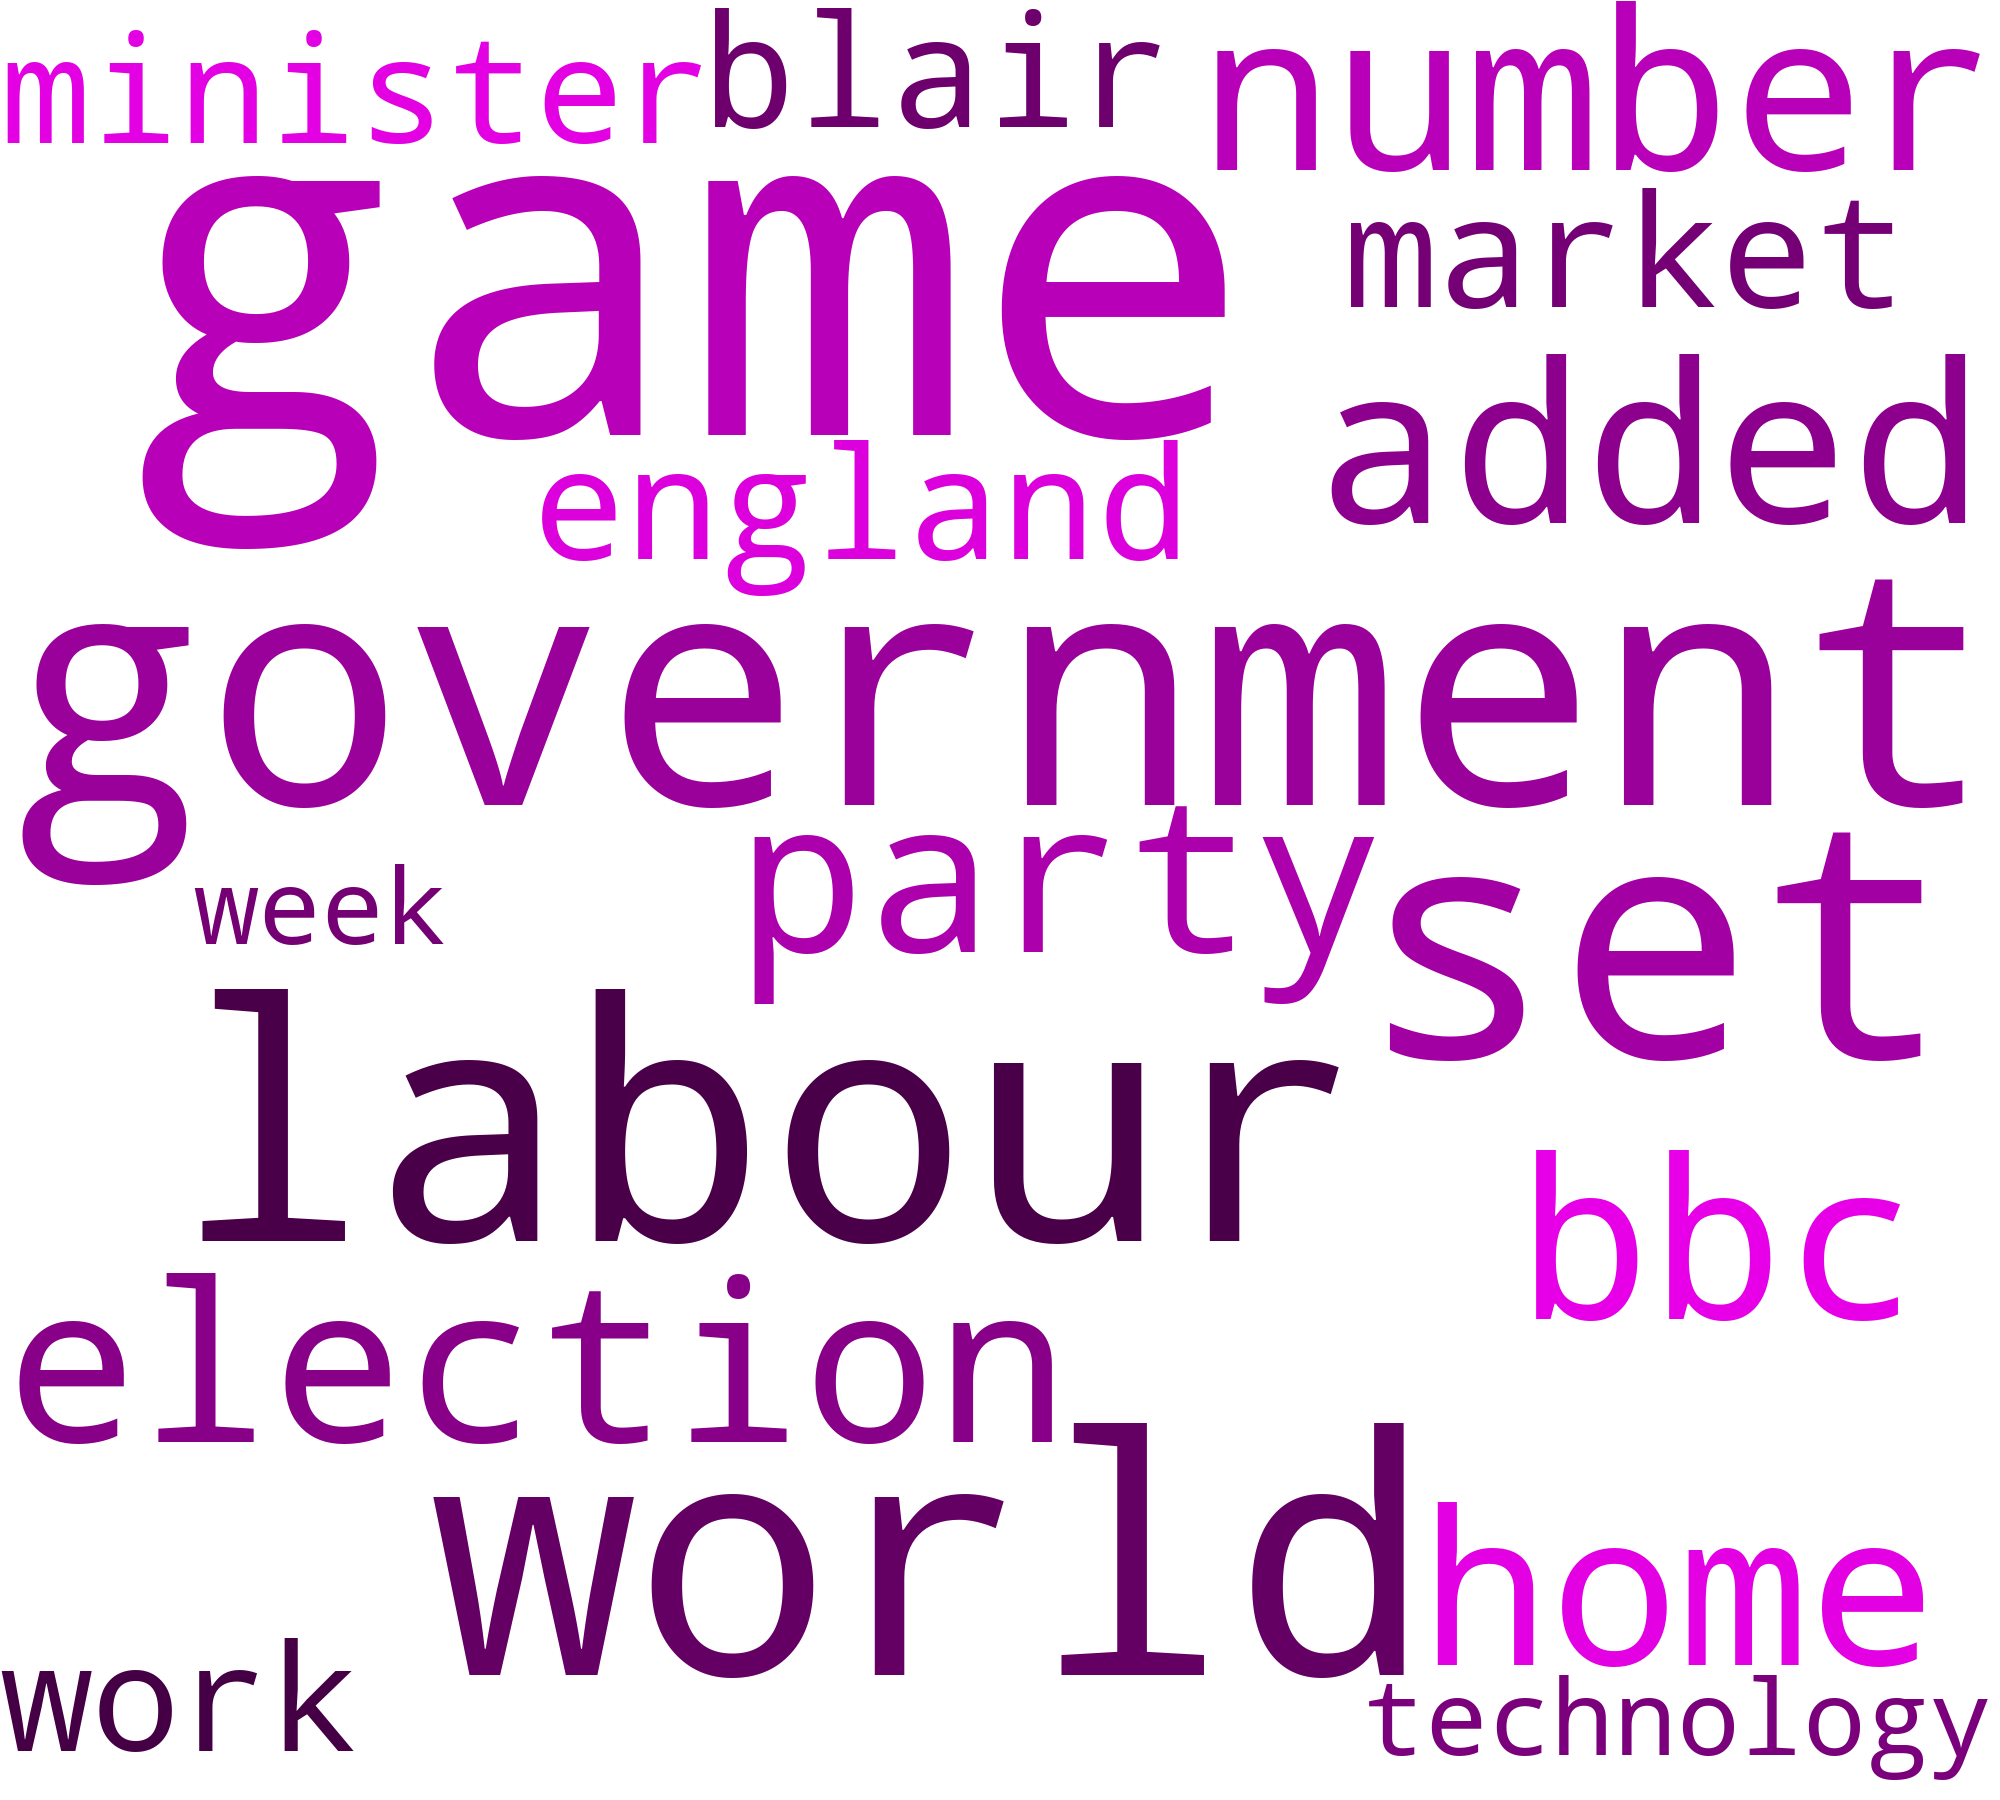 minister blair number
game market
england added
government
week party set
labour
bbc
election
world home
work technology